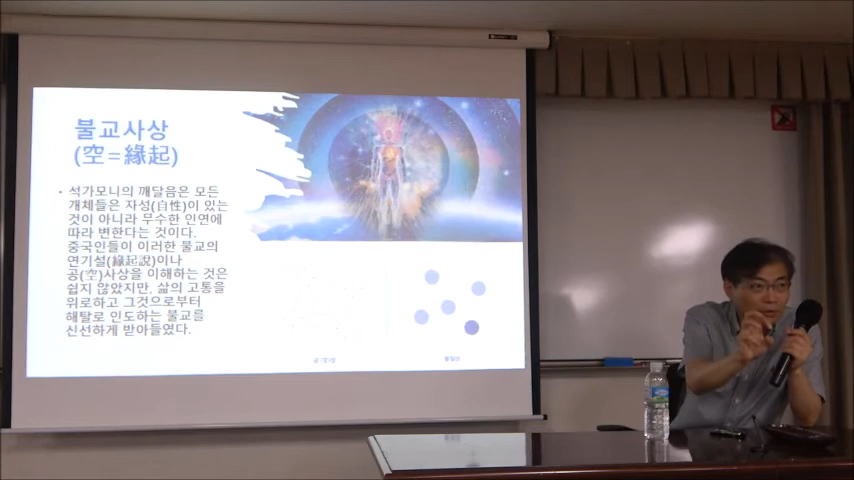 불교사상
(空=緣起)
• 석가모니의 깨달음은 모든
개체들은 자성(自性)이 있는
것이 아니라 무수한 인연에
따라 변한다는 것이다.
중국인들이 이러한 불교의
연기설(緣起說)이나
공(空)사상을 이해하는 것은
쉽지 않았지만, 삶의 고통을
위로하고 그것으로부터
해탈로 인도하는 불교를
신선하게 받아들였다.